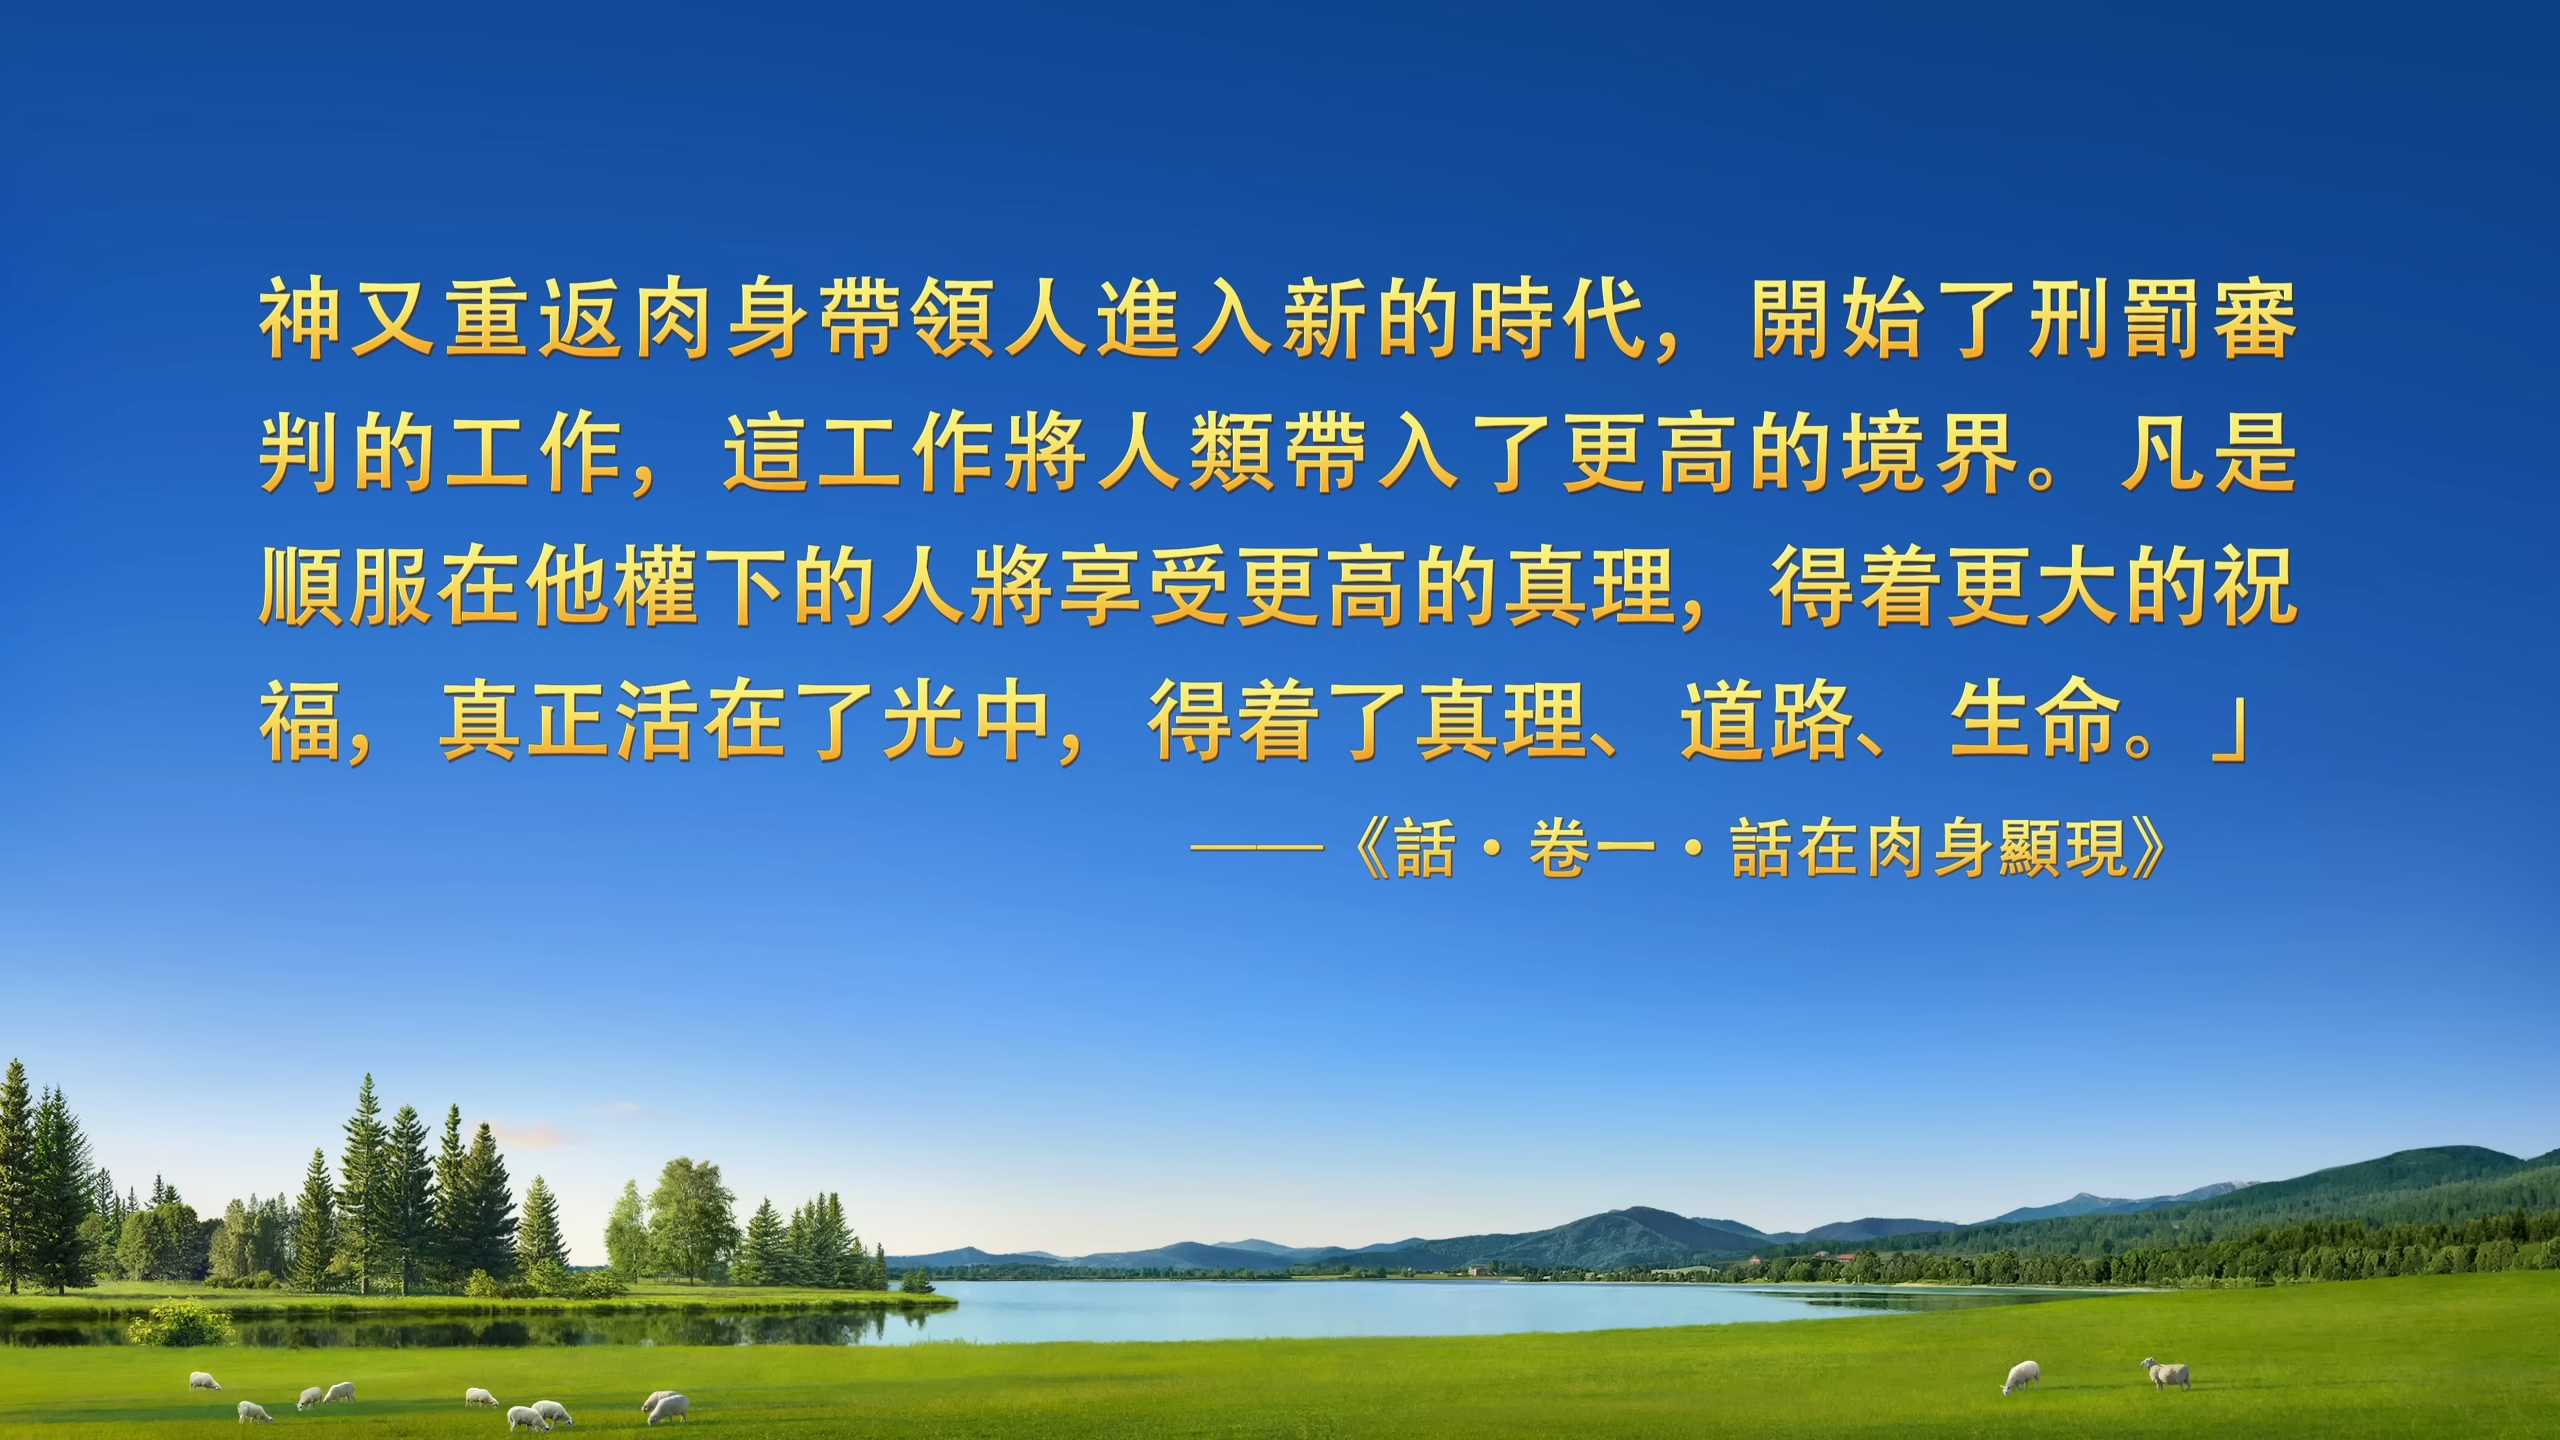 神又重返肉身帶領人進入新的時代，開始了刑罰審
判的工作，這工作將人類帶入了更高的境界。凡是
順服在他權下的人將享受更高的真理，得着更大的祝
福，真正活在了光中，得着了真理、道路、生命。」
——《話・卷一・話在肉身顯現》